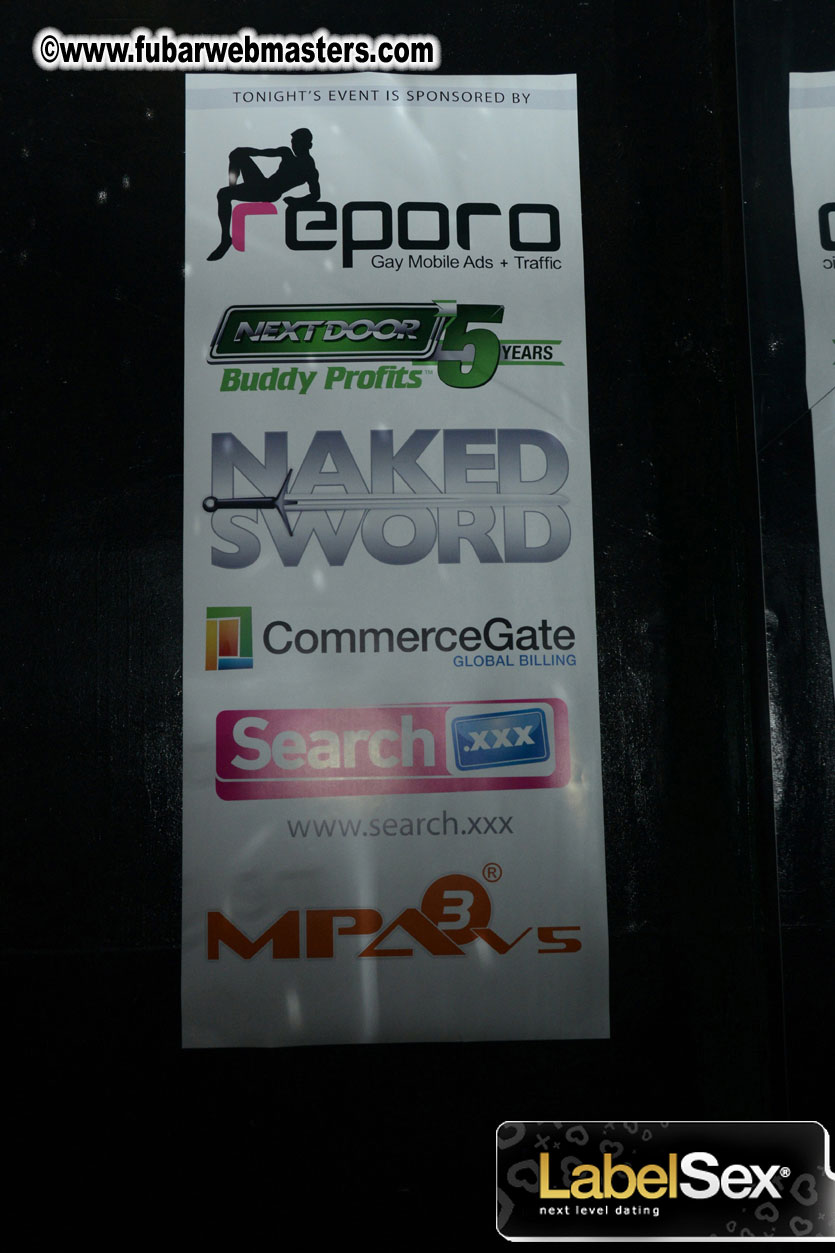 ©www.fubarwebmasters.com
TONIGHT'S EVENT IS SPONSORED BY
reporo
Gay Mobile Ads + Traffic
NEXT DOOR 5 YEARS
Buddy Profits™
NAKED
SWORD
CommerceGate
GLOBAL BILLING
Search .xxx
www.search.xxx
MPA3® v5
LabelSex®
next level dating